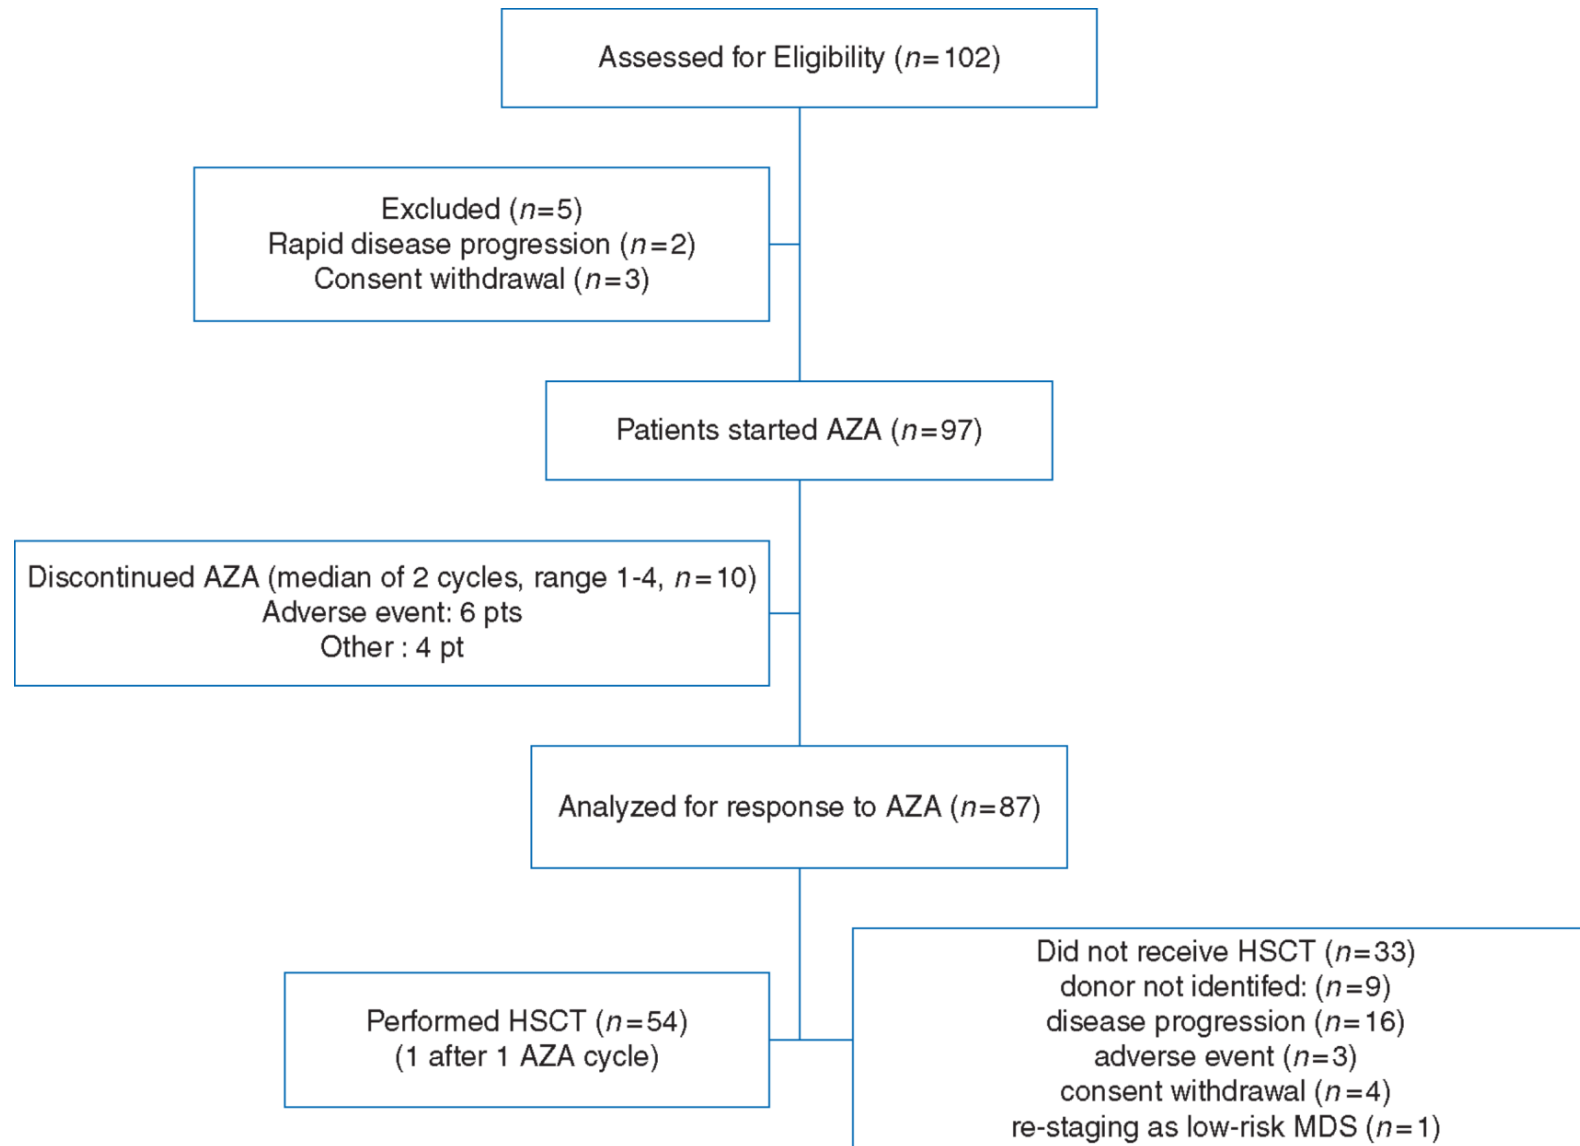 Assessed for Eligibility (n=102)
Excluded (n=5)
Rapid disease progression (n=2)
Consent withdrawal (n=3)
Patients started AZA (n=97)
Discontinued AZA (median of 2 cycles, range 1-4, n=10)
Adverse event: 6 pts
Other : 4 pt
Analyzed for response to AZA (n=87)
Performed HSCT (n=54)
(1 after 1 AZA cycle)
Did not receive HSCT (n=33)
donor not identifed: (n=9)
disease progression (n=16)
adverse event (n=3)
consent withdrawal (n=4)
re-staging as low-risk MDS (n=1)